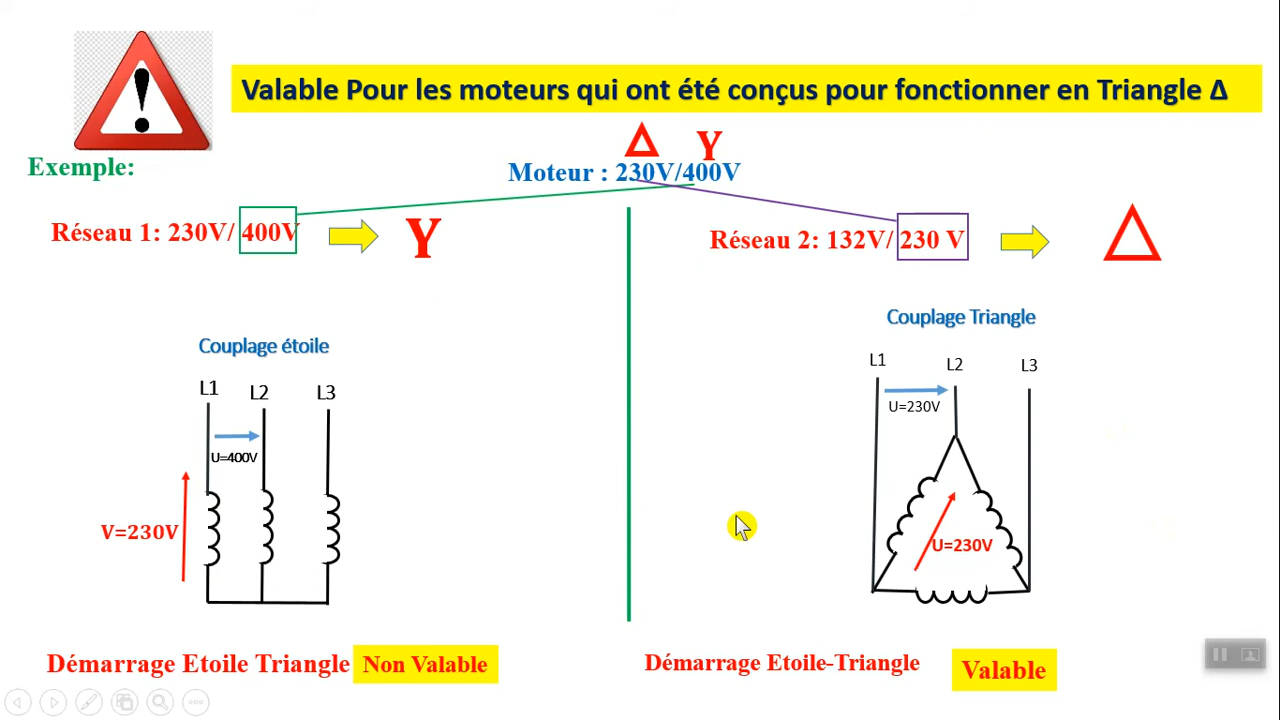 Valable Pour les moteurs qui ont été conçus pour fonctionner en Triangle Δ
Δ Y
Exemple:
Moteur : 230V/400V
Réseau 1: 230V/ 400V
Y
Réseau 2: 132V/ 230 V
Δ
Couplage étoile
L1 L2 L3
U=400V
V=230V
Couplage Triangle
L1 L2 L3
U=230V
U=230V
Démarrage Etoile Triangle Non Valable
Démarrage Etoile-Triangle Valable